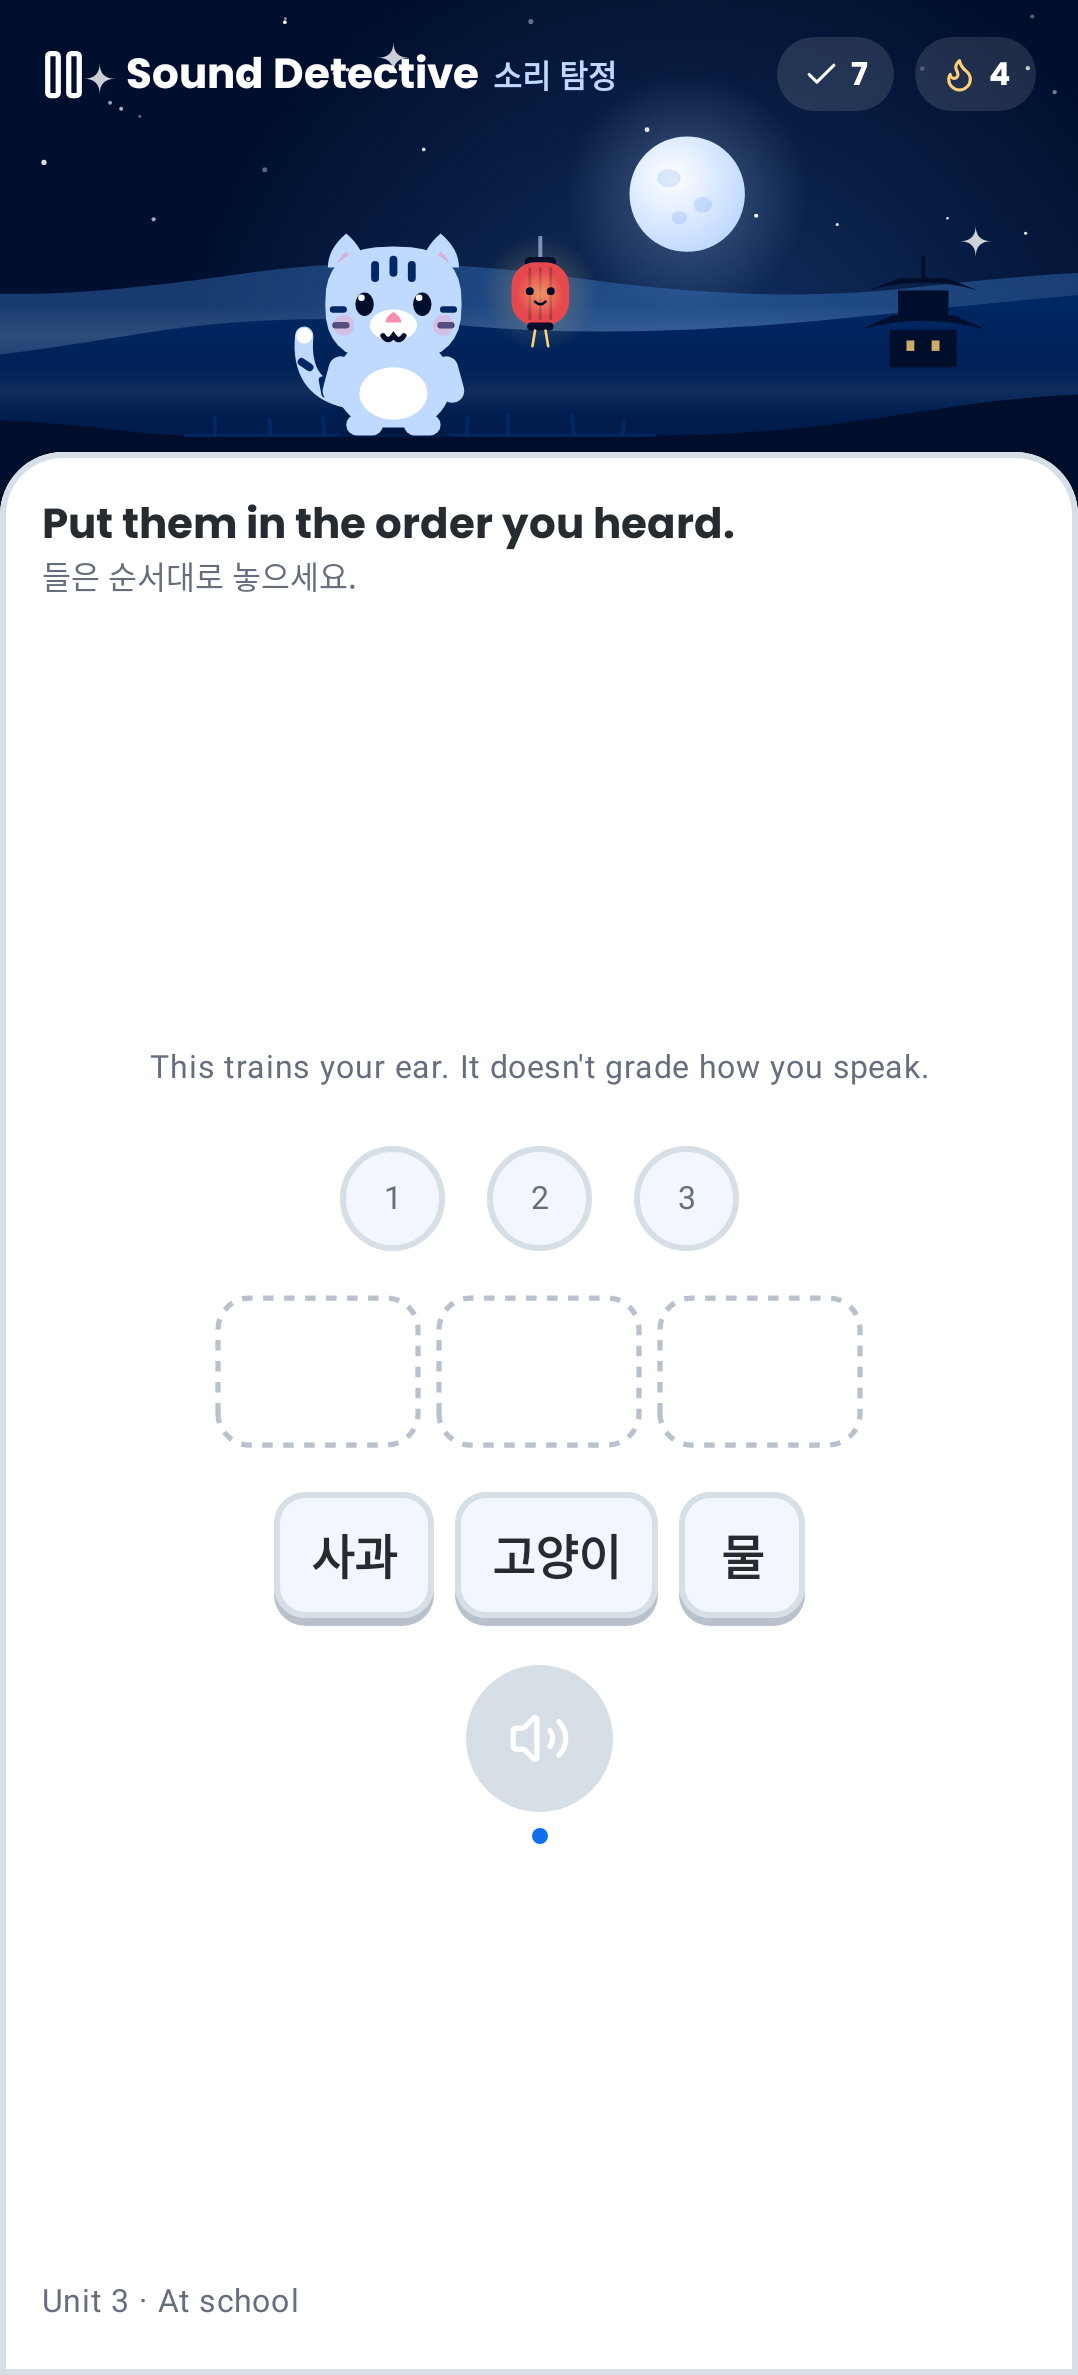 Sound Detective 소리 탐정 7 4
Put them in the order you heard.
들은 순서대로 놓으세요.
This trains your ear. It doesn't grade how you speak.
1 2 3
사과 고양이 물
Unit 3 · At school